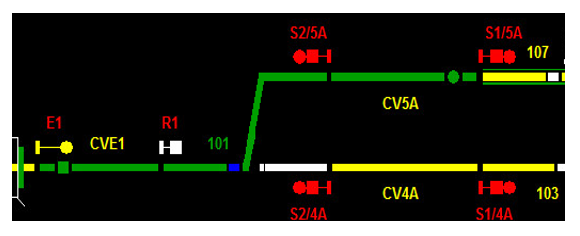 S2/5A S1/5A
107
CV5A
E1 CVE1 R1 101
CV4A 103
S2/4A S1/4A